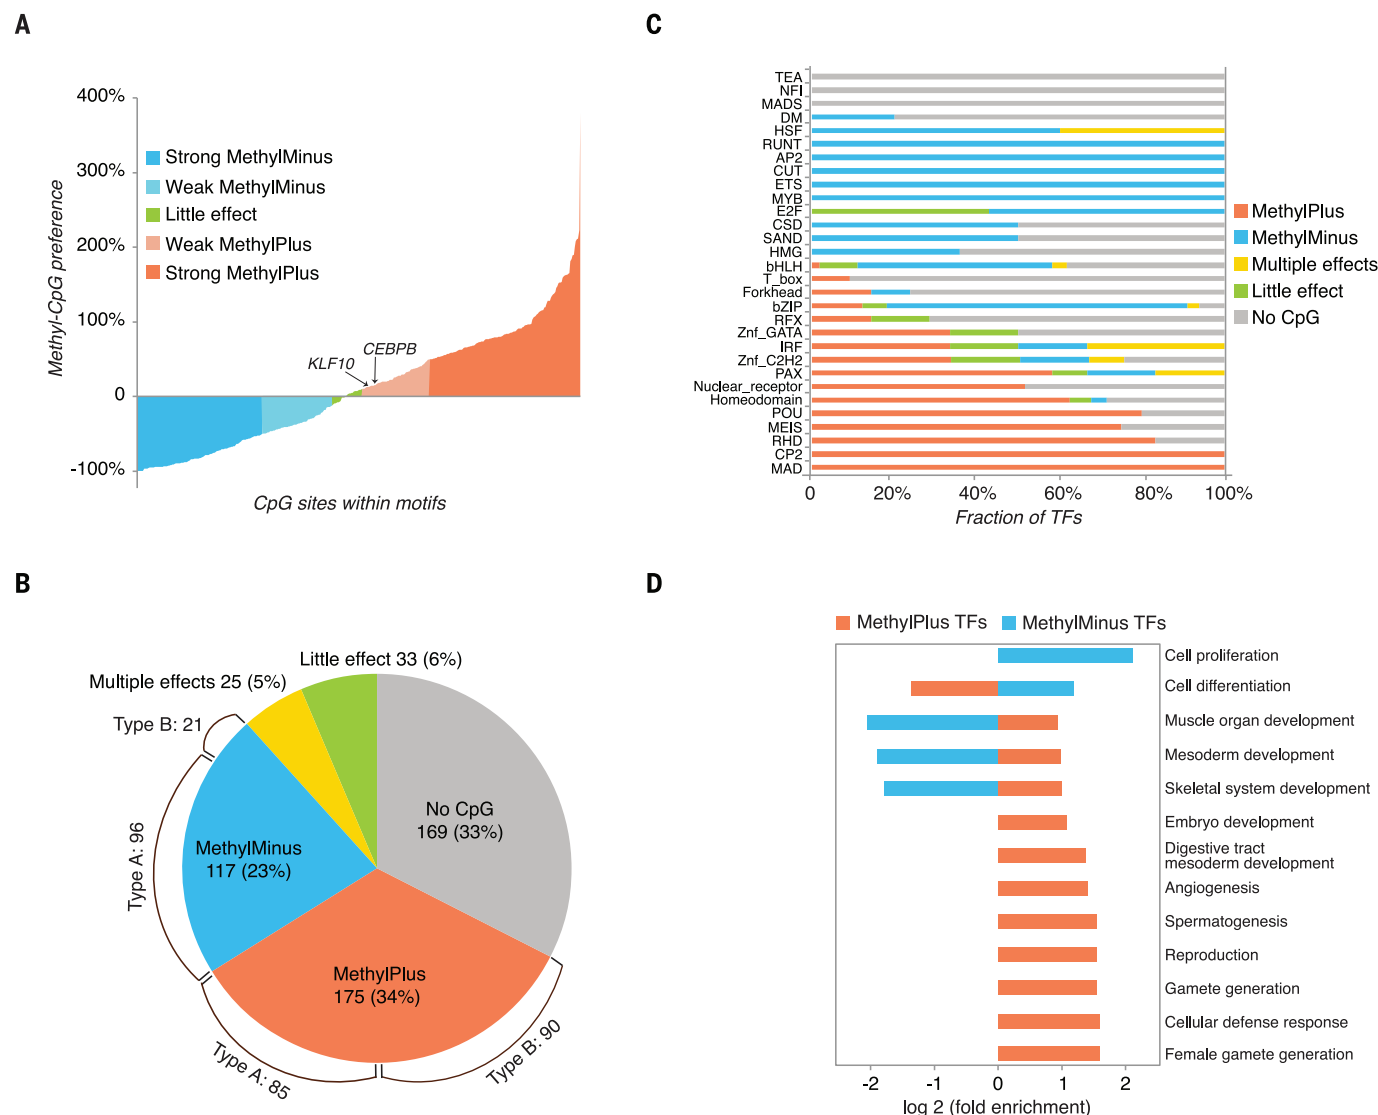 A
400%
300%
200%
100%
0
-100%
Methyl-CpG preference
Strong MethylMinus
Weak MethylMinus
Little effect
Weak MethylPlus
Strong MethylPlus
KLF10
CEBPB
CpG sites within motifs
C
TEA
NFI
MADS
DM
HSF
RUNT
AP2
CUT
ETS
MYB
E2F
CSD
SAND
HMG
bHLH
T_box
Forkhead
bZIP
RFX
Znf_GATA
IRF
Znf_C2H2
PAX
Nuclear_receptor
Homeodomain
POU
MEIS
RHD
CP2
MAD
0 20% 40% 60% 80% 100%
Fraction of TFs
MethylPlus
MethylMinus
Multiple effects
Little effect
No CpG
B
Little effect 33 (6%)
Multiple effects 25 (5%)
Type B: 21
No CpG
169 (33%)
MethylMinus
117 (23%)
Type A: 96
MethylPlus
175 (34%)
Type A: 85
Type B: 90
D
MethylPlus TFs MethylMinus TFs
Cell proliferation
Cell differentiation
Muscle organ development
Mesoderm development
Skeletal system development
Embryo development
Digestive tract
mesoderm development
Angiogenesis
Spermatogenesis
Reproduction
Gamete generation
Cellular defense response
Female gamete generation
-2 -1 0 1 2
log 2 (fold enrichment)